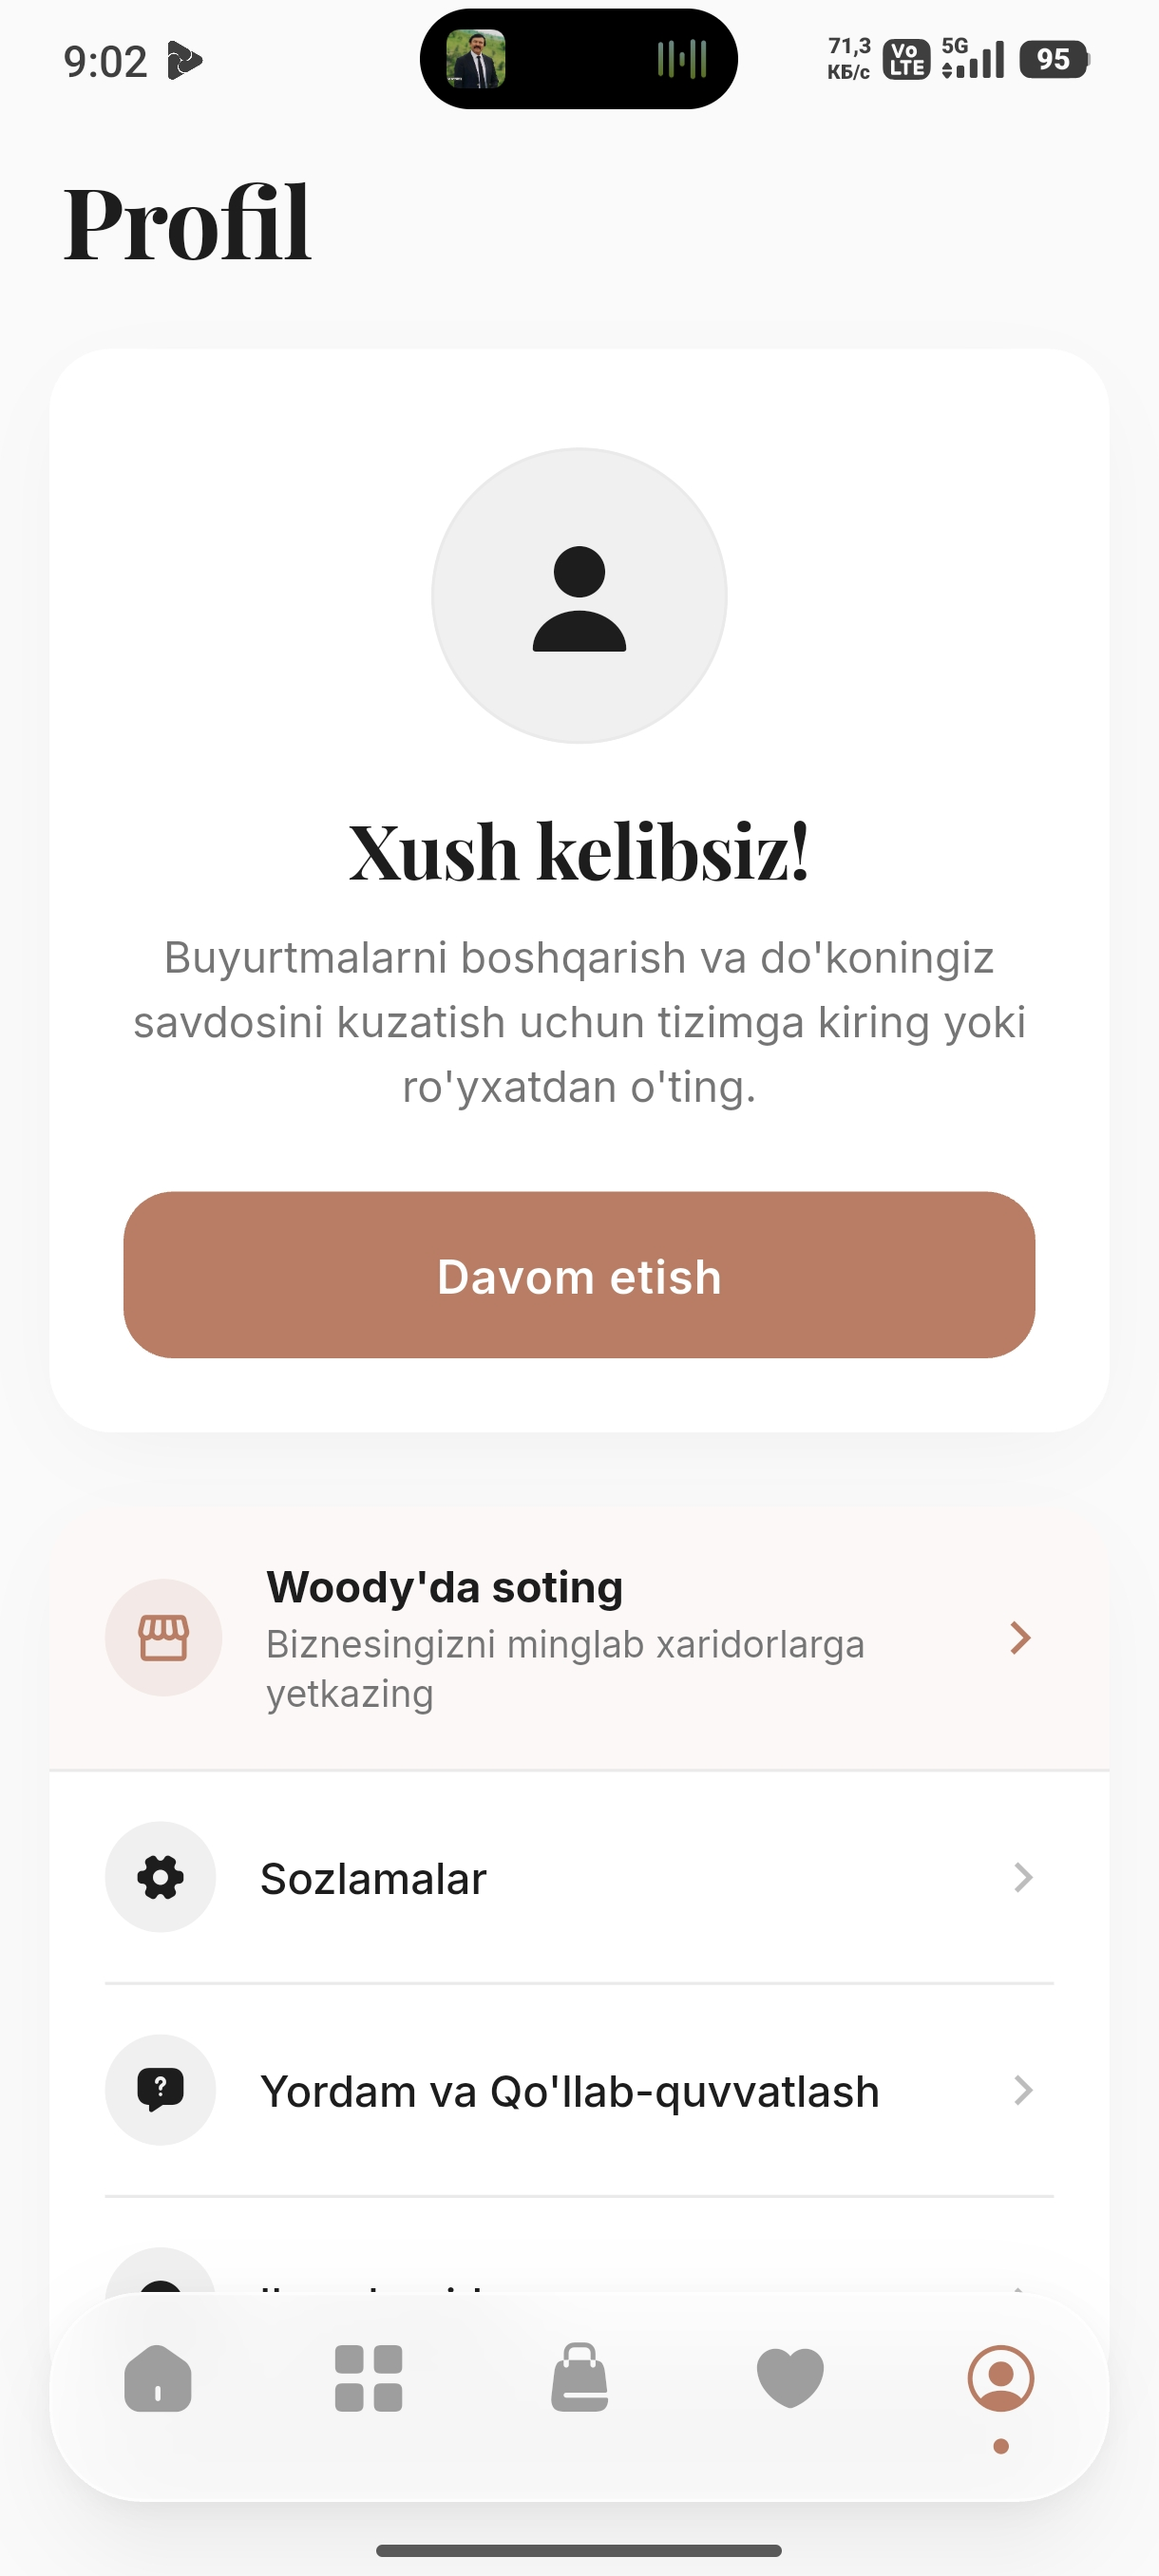 9:02
71,3
КБ/с
Vo
LTE
5G
95
Profil
Xush kelibsiz!
Buyurtmalarni boshqarish va do'koningiz
savdosini kuzatish uchun tizimga kiring yoki
ro'yxatdan o'ting.
Davom etish
Woody'da soting
Biznesingizni minglab xaridorlarga
yetkazing
Sozlamalar
Yordam va Qo'llab-quvvatlash